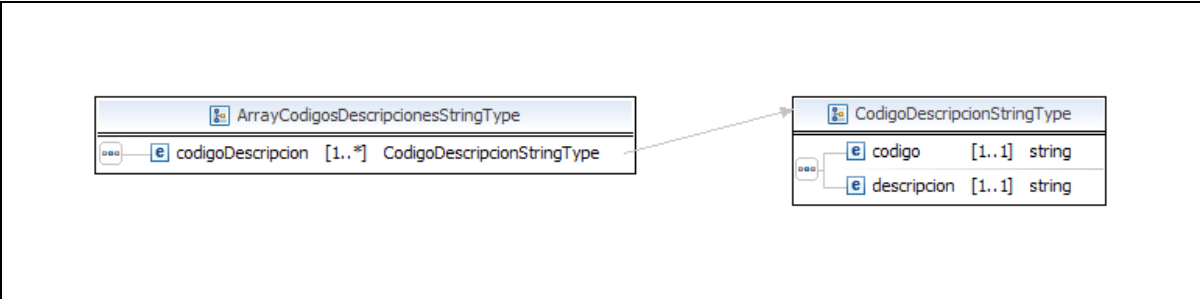 ArrayCodigosDescripcionesStringType
codigoDescripcion [1..*] CodigoDescripcionStringType
CodigoDescripcionStringType
codigo [1..1] string
descripcion [1..1] string